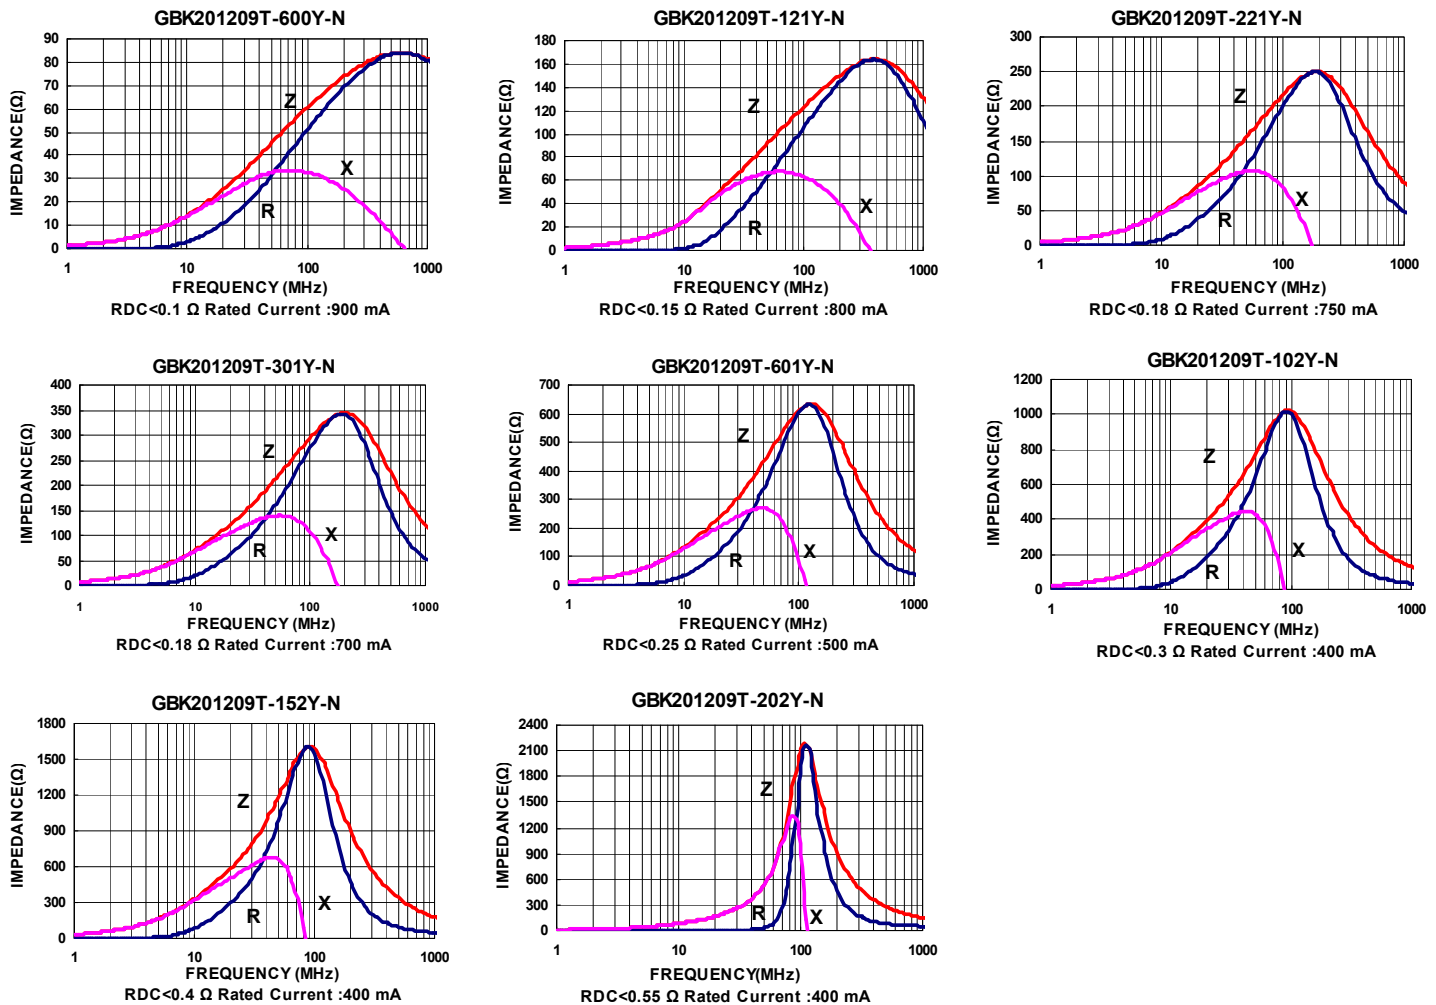 GBK201209T-600Y-N
IMPEDANCE(Ω)
90
80
70
60
50
40
30
20
10
0
Z
X
R
1 10 100 1000
FREQUENCY (MHz)
RDC<0.1 Ω Rated Current :900 mA
GBK201209T-121Y-N
IMPEDANCE(Ω)
180
160
140
120
100
80
60
40
20
0
Z
X
R
1 10 100 1000
FREQUENCY (MHz)
RDC<0.15 Ω Rated Current :800 mA
GBK201209T-221Y-N
IMPEDANCE(Ω)
300
250
200
150
100
50
0
Z
X
R
1 10 100 1000
FREQUENCY (MHz)
RDC<0.18 Ω Rated Current :750 mA
GBK201209T-301Y-N
IMPEDANCE(Ω)
400
350
300
250
200
150
100
50
0
Z
X
R
1 10 100 1000
FREQUENCY (MHz)
RDC<0.18 Ω Rated Current :700 mA
GBK201209T-601Y-N
IMPEDANCE(Ω)
700
600
500
400
300
200
100
0
Z
X
R
1 10 100 1000
FREQUENCY (MHz)
RDC<0.25 Ω Rated Current :500 mA
GBK201209T-102Y-N
IMPEDANCE(Ω)
1200
1000
800
600
400
200
0
Z
X
R
1 10 100 1000
FREQUENCY (MHz)
RDC<0.3 Ω Rated Current :400 mA
GBK201209T-152Y-N
IMPEDANCE(Ω)
1800
1500
1200
900
600
300
0
Z
X
R
1 10 100 1000
FREQUENCY (MHz)
RDC<0.4 Ω Rated Current :400 mA
GBK201209T-202Y-N
IMPEDANCE(Ω)
2400
2100
1800
1500
1200
900
600
300
0
Z
R
X
1 10 100 1000
FREQUENCY(MHz)
RDC<0.55 Ω Rated Current :400 mA